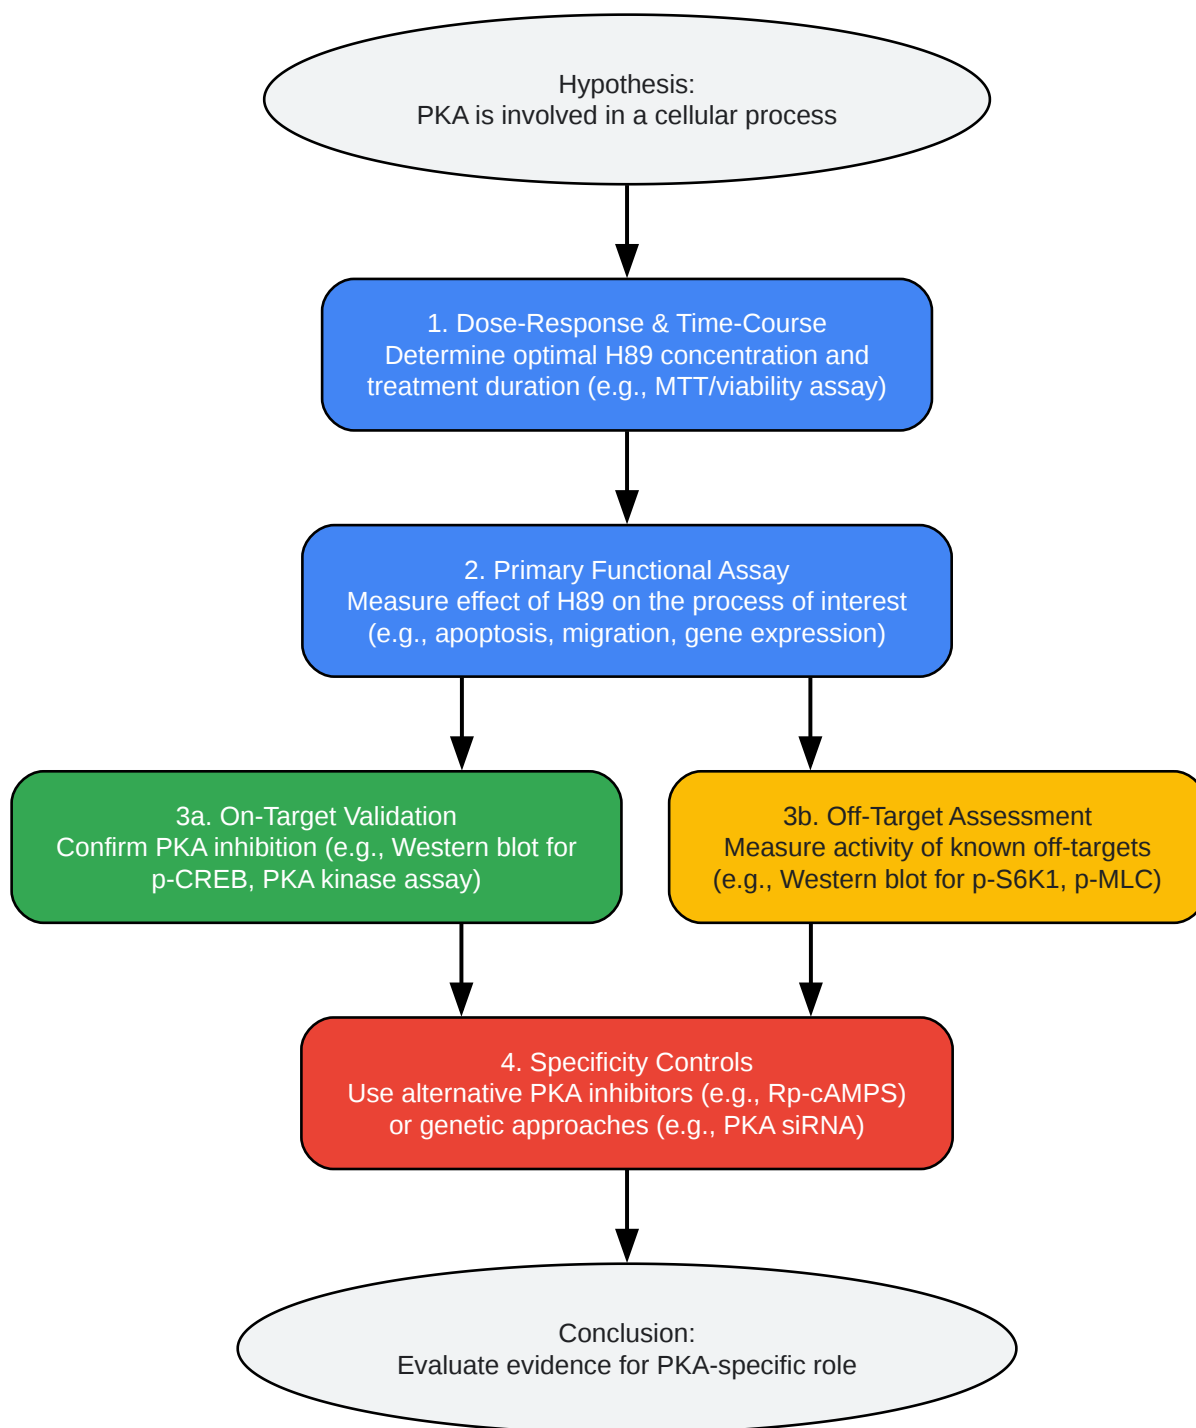 Hypothesis:
PKA is involved in a cellular process
1. Dose-Response & Time-Course
Determine optimal H89 concentration and
treatment duration (e.g., MTT/viability assay)
2. Primary Functional Assay
Measure effect of H89 on the process of interest
(e.g., apoptosis, migration, gene expression)
3a. On-Target Validation
Confirm PKA inhibition (e.g., Western blot for
p-CREB, PKA kinase assay)
3b. Off-Target Assessment
Measure activity of known off-targets
(e.g., Western blot for p-S6K1, p-MLC)
4. Specificity Controls
Use alternative PKA inhibitors (e.g., Rp-cAMPS)
or genetic approaches (e.g., PKA siRNA)
Conclusion:
Evaluate evidence for PKA-specific role